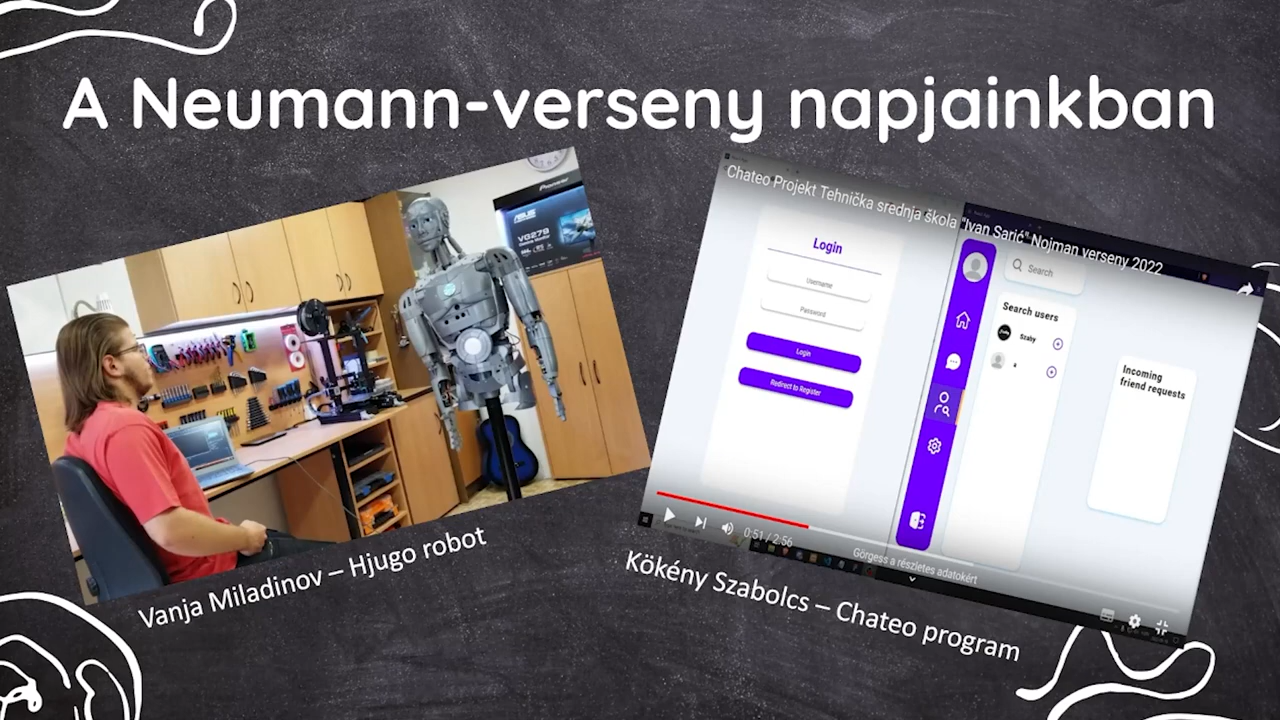 A Neumann-verseny napjainkban
Pioneer
ASUS
VG279
Vanja Miladinov – Hjugo robot
Chateo Projekt Tehnička srednja škola "Ivan Sarić" Nojman verseny 2022
Login
Username
Password
Login
Redirect to Register
Search
Search users
Szaby
a
Incoming
friend requests
0:51 / 2:56
Görgess a részletes adatokért
Kökény Szabolcs – Chateo program